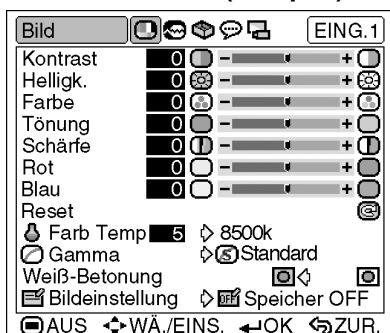 Bild EING.1
Kontrast 0 - +
Helligk. 0 - +
Farbe 0 - +
Tönung 0 - +
Schärfe 0 - +
Rot 0 - +
Blau 0 - +
Reset
Farb Temp 5 8500k
Gamma S Standard
Weiß-Betonung
Bildeinstellung OFF Speicher OFF
AUS WÄ./EINS. OK ZUR.